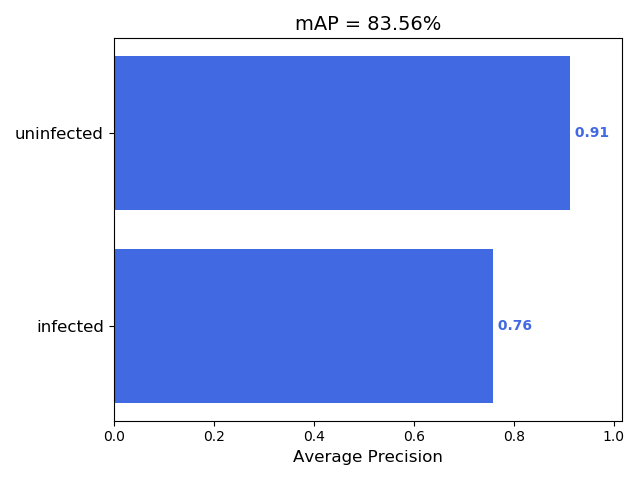 mAP = 83.56%
uninfected
0.91
infected
0.76
0.0 0.2 0.4 0.6 0.8 1.0
Average Precision